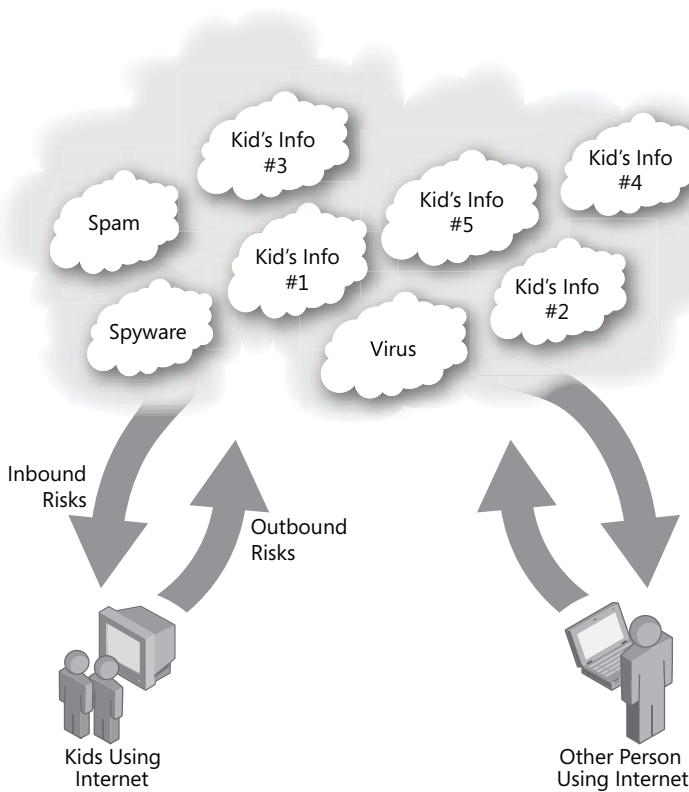 Kid's Info
#3
Kid's Info
#4
Spam
Kid's Info
#5
Kid's Info
#1
Kid's Info
#2
Spyware
Virus
Inbound
Risks
Outbound
Risks
Kids Using
Internet
Other Person
Using Internet